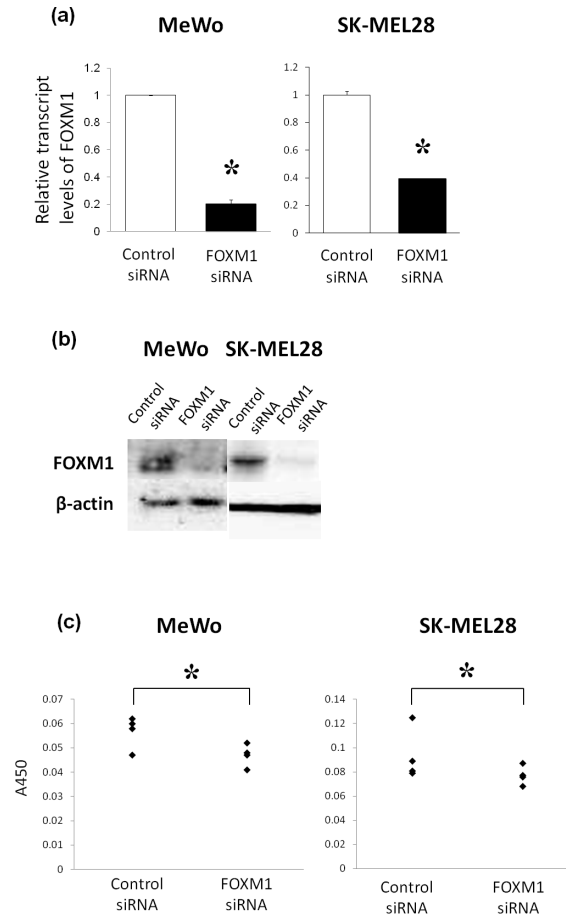 (a)
MeWo
SK-MEL28
Relative transcript
levels of FOXM1
1.2
1
0.8
0.6
0.4
0.2
0
*
Control
siRNA
FOXM1
siRNA
1.2
1
0.8
0.6
0.4
0.2
0
*
Control
siRNA
FOXM1
siRNA
(b)
MeWo SK-MEL28
Control
siRNA
FOXM1
siRNA
Control
siRNA
FOXM1
siRNA
FOXM1
β-actin
(c)
MeWo
SK-MEL28
A450
*
0.07
0.06
0.05
0.04
0.03
0.02
0.01
0
Control
siRNA
FOXM1
siRNA
*
0.14
0.12
0.1
0.08
0.06
0.04
0.02
0
Control
siRNA
FOXM1
siRNA